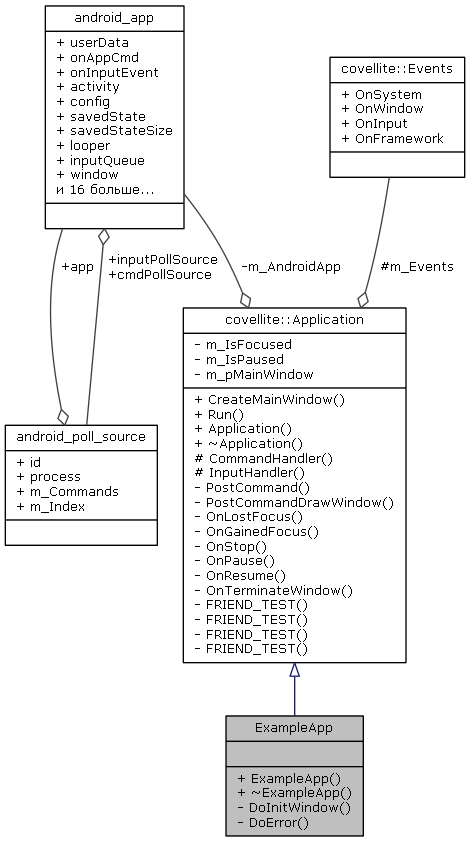 android_app
+ userData
+ onAppCmd
+ onInputEvent
+ activity
+ config
+ savedState
+ savedStateSize
+ looper
+ inputQueue
+ window
и 16 больше...
covellite::Events
+ OnSystem
+ OnWindow
+ OnInput
+ OnFramework
+app
+inputPollSource
+cmdPollSource
-m_AndroidApp
#m_Events
android_poll_source
+ id
+ process
+ m_Commands
+ m_Index
covellite::Application
- m_IsFocused
- m_IsPaused
- m_pMainWindow
+ CreateMainWindow()
+ Run()
+ Application()
+ ~Application()
# CommandHandler()
# InputHandler()
- PostCommand()
- PostCommandDrawWindow()
- OnLostFocus()
- OnGainedFocus()
- OnStop()
- OnPause()
- OnResume()
- OnTerminateWindow()
- FRIEND_TEST()
- FRIEND_TEST()
- FRIEND_TEST()
- FRIEND_TEST()
ExampleApp
+ ExampleApp()
+ ~ExampleApp()
- DoInitWindow()
- DoError()